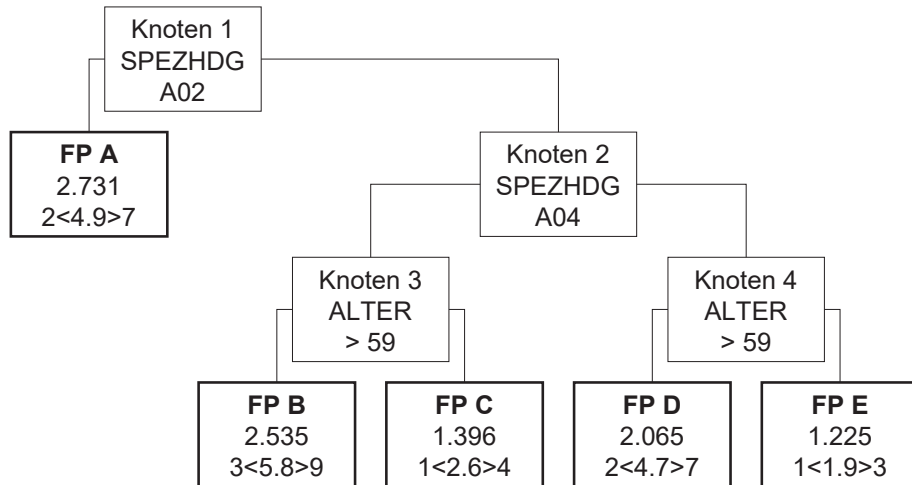 Knoten 1
SPEZHDG
A02
FP A
2.731
2<4.9>7
Knoten 2
SPEZHDG
A04
Knoten 3
ALTER
> 59
Knoten 4
ALTER
> 59
FP B
2.535
3<5.8>9
FP C
1.396
1<2.6>4
FP D
2.065
2<4.7>7
FP E
1.225
1<1.9>3